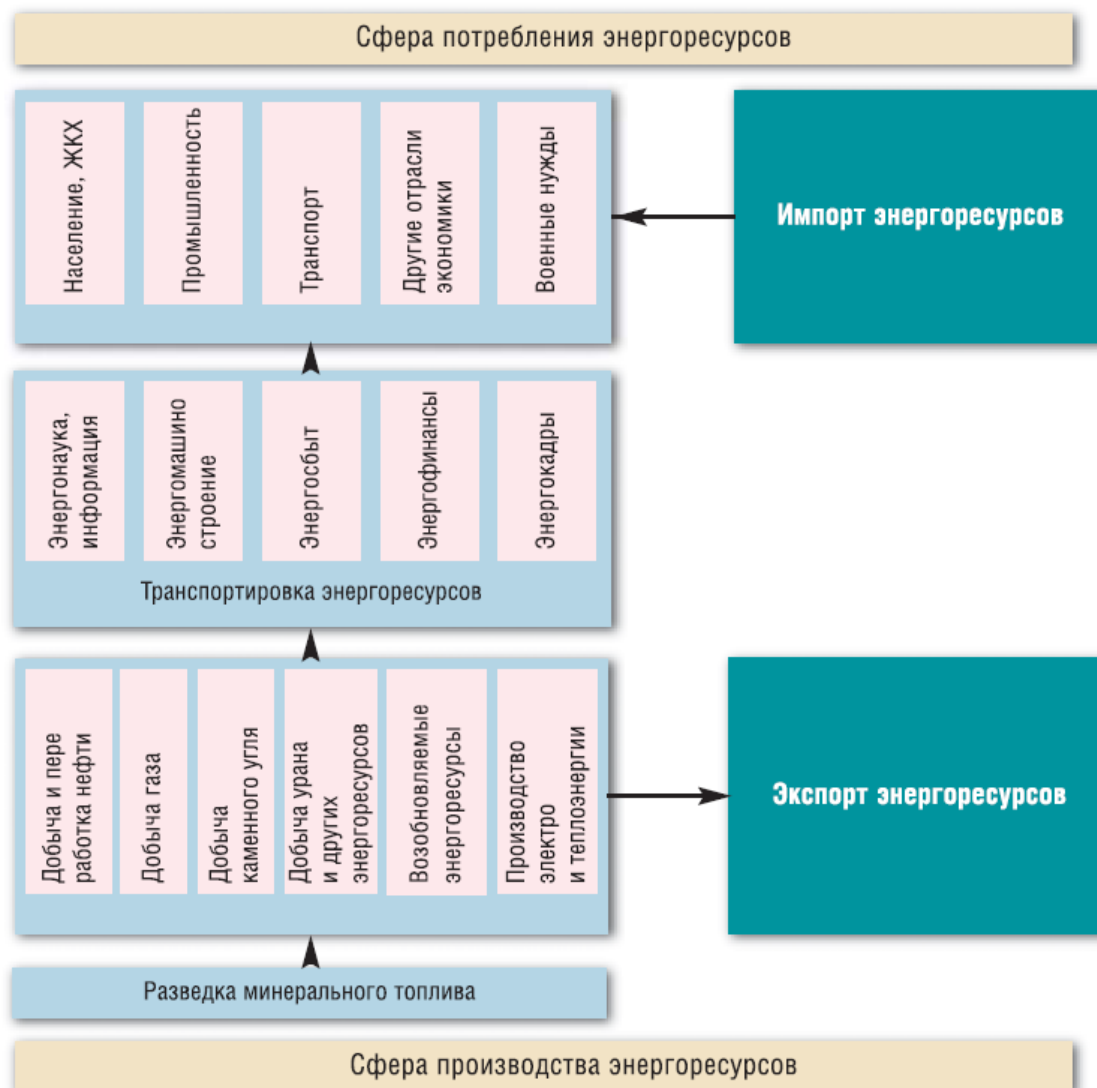 Сфера потребления энергоресурсов
Население, ЖКХ
Промышленность
Транспорт
Другие отрасли
экономики
Военные нужды
Импорт энергоресурсов
Энергонаука,
информация
Энергомашино
строение
Энергосбыт
Энергофинансы
Энергокадры
Транспортировка энергоресурсов
Добыча и пере
работка нефти
Добыча газа
Добыча
каменного угля
Добыча урана
и других
энергоресурсов
Возобновляемые
энергоресурсы
Производство
электро
и теплоэнергии
Экспорт энергоресурсов
Разведка минерального топлива
Сфера производства энергоресурсов